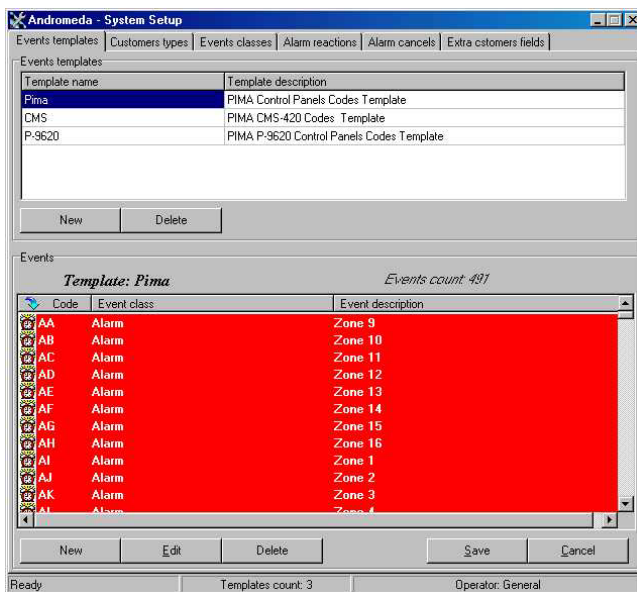 Andromeda - System Setup
Events templates Customers types Events classes Alarm reactions Alarm cancels Extra cstomers fields
Events templates
Template name Template description
Pima PIMA Control Panels Codes Template
CMS PIMA CMS-420 Codes Template
P-9620 PIMA P-9620 Control Panels Codes Template
New Delete
Events
Template: Pima Events count: 491
Code Event class Event description
AA Alarm Zone 9
AB Alarm Zone 10
AC Alarm Zone 11
AD Alarm Zone 12
AE Alarm Zone 13
AF Alarm Zone 14
AG Alarm Zone 15
AH Alarm Zone 16
AI Alarm Zone 1
AJ Alarm Zone 2
AK Alarm Zone 3
AL Alarm Zone 4
New Edit Delete Save Cancel
Ready Templates count: 3 Operator: General